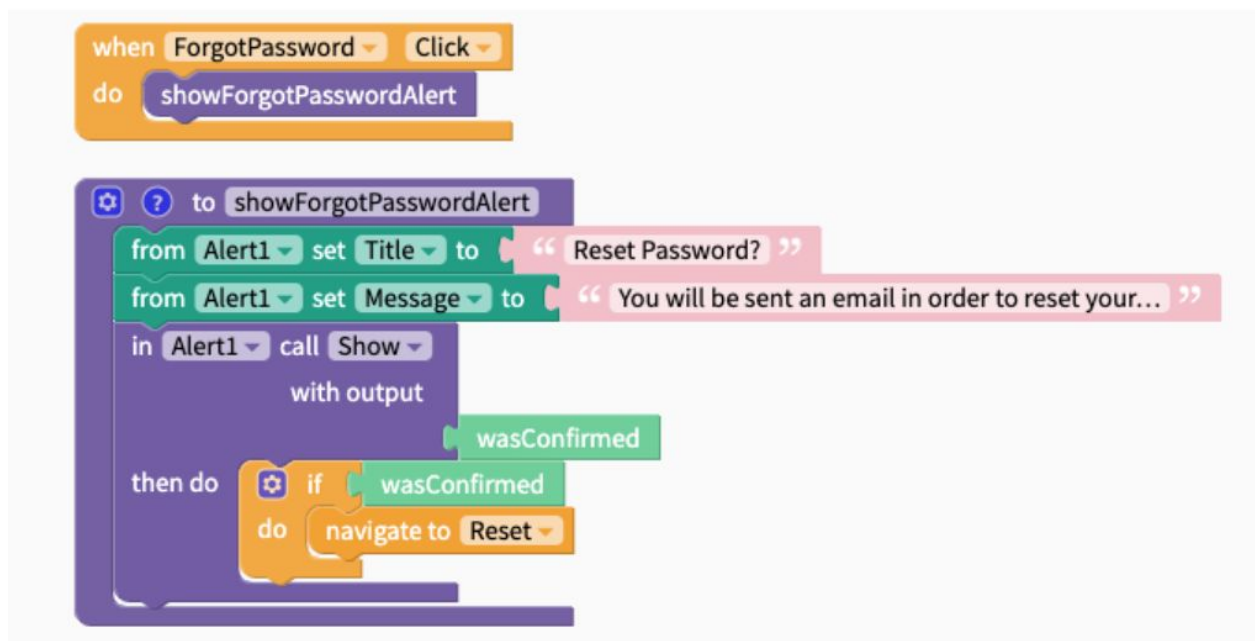 when ForgotPassword Click
do showForgotPasswordAlert
? to showForgotPasswordAlert
from Alert1 set Title to “ Reset Password? ”
from Alert1 set Message to “ You will be sent an email in order to reset your... ”
in Alert1 call Show
with output
wasConfirmed
then do if wasConfirmed
do navigate to Reset